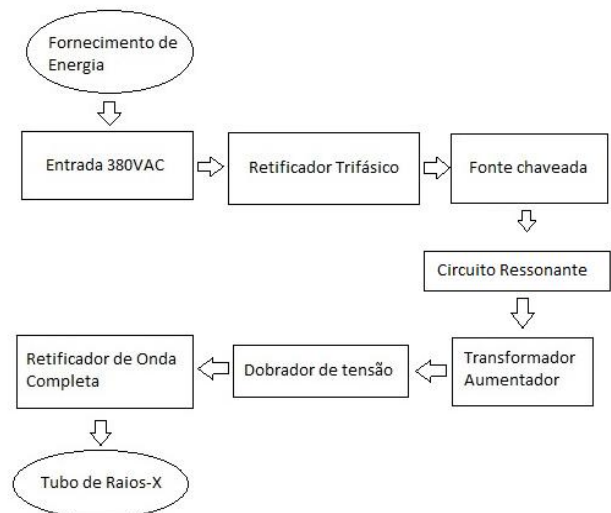 Fornecimento de
Energia
Entrada 380VAC
Retificador Trifásico
Fonte chaveada
Circuito Ressonante
Transformador
Aumentador
Dobrador de tensão
Retificador de Onda
Completa
Tubo de Raios-X